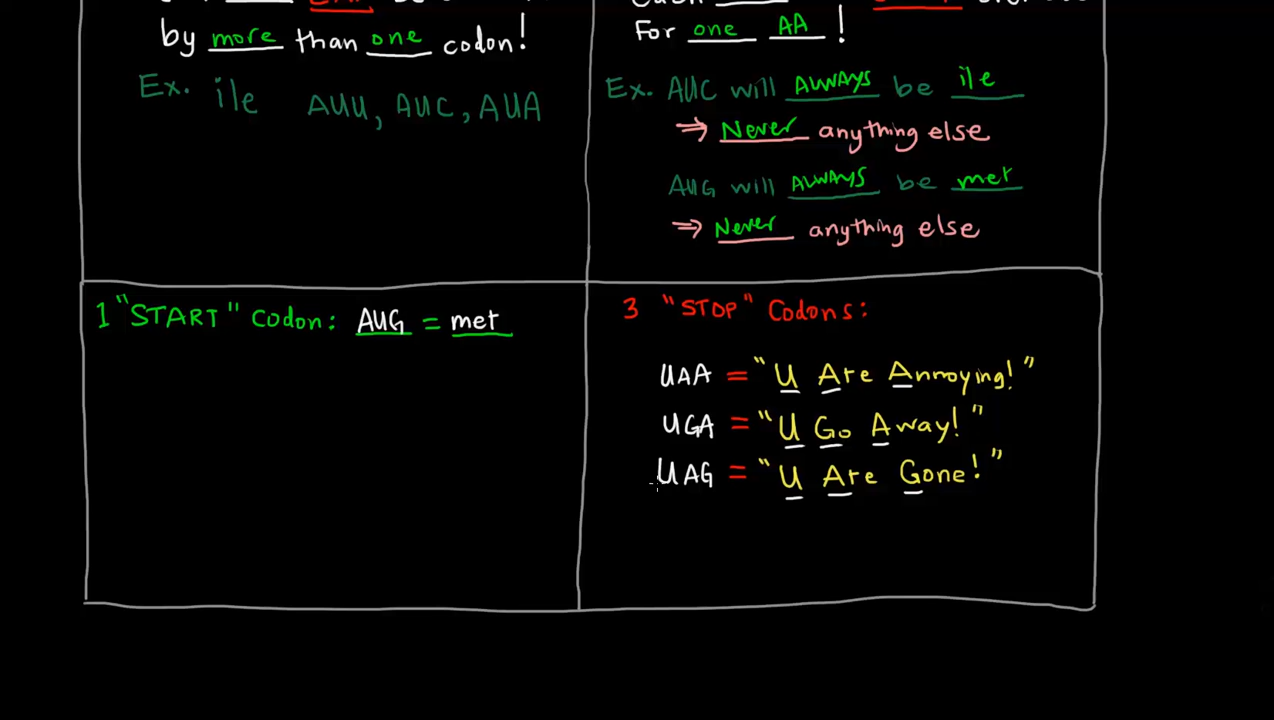 by more than one codon!
Ex. ile AUU, AUC, AUA
For one AA!
Ex. AUC will ALWAYS be ile
⇒ Never anything else
AUG will ALWAYS be met
⇒ Never anything else
1 "START" codon: AUG = met
3 "STOP" Codons:
UAA = "U Are Annoying!"
UGA = "U Go Away!"
UAG = "U Are Gone!"